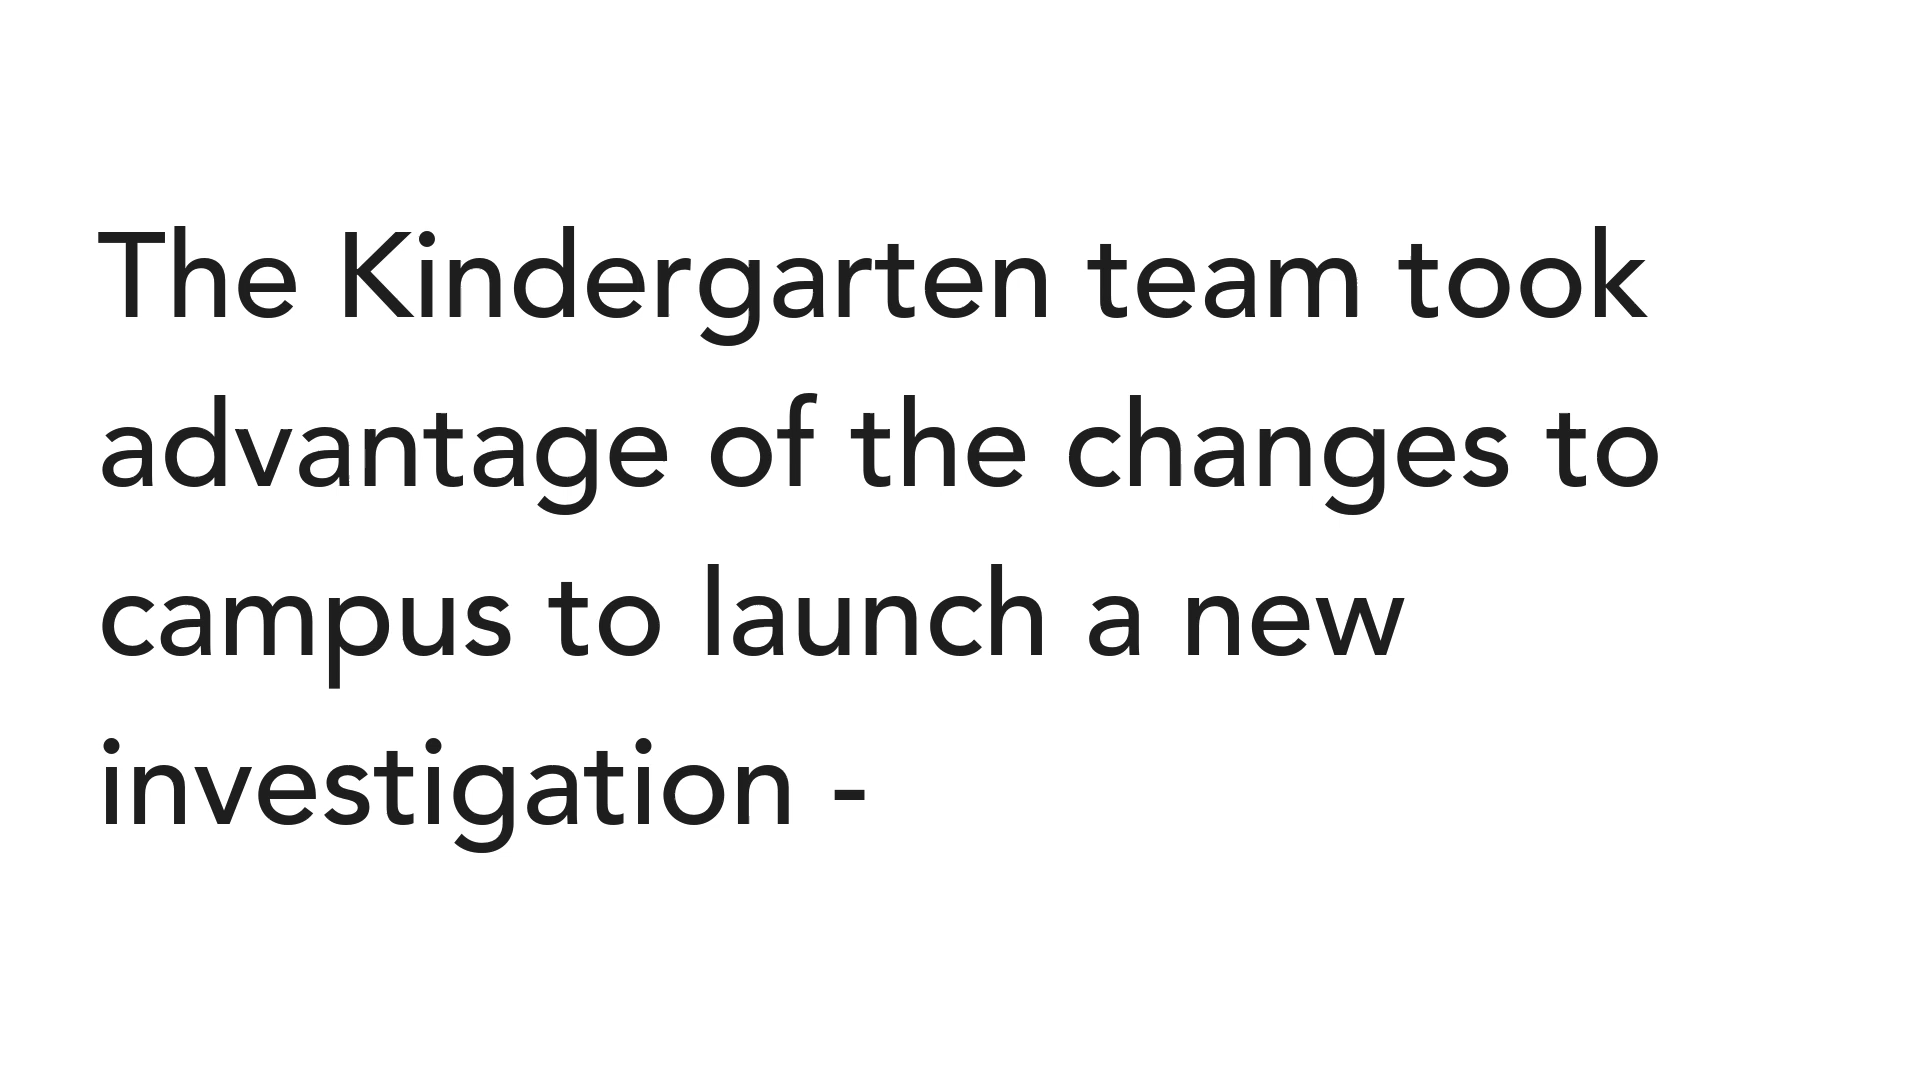 The Kindergarten team took
advantage of the changes to
campus to launch a new
investigation -